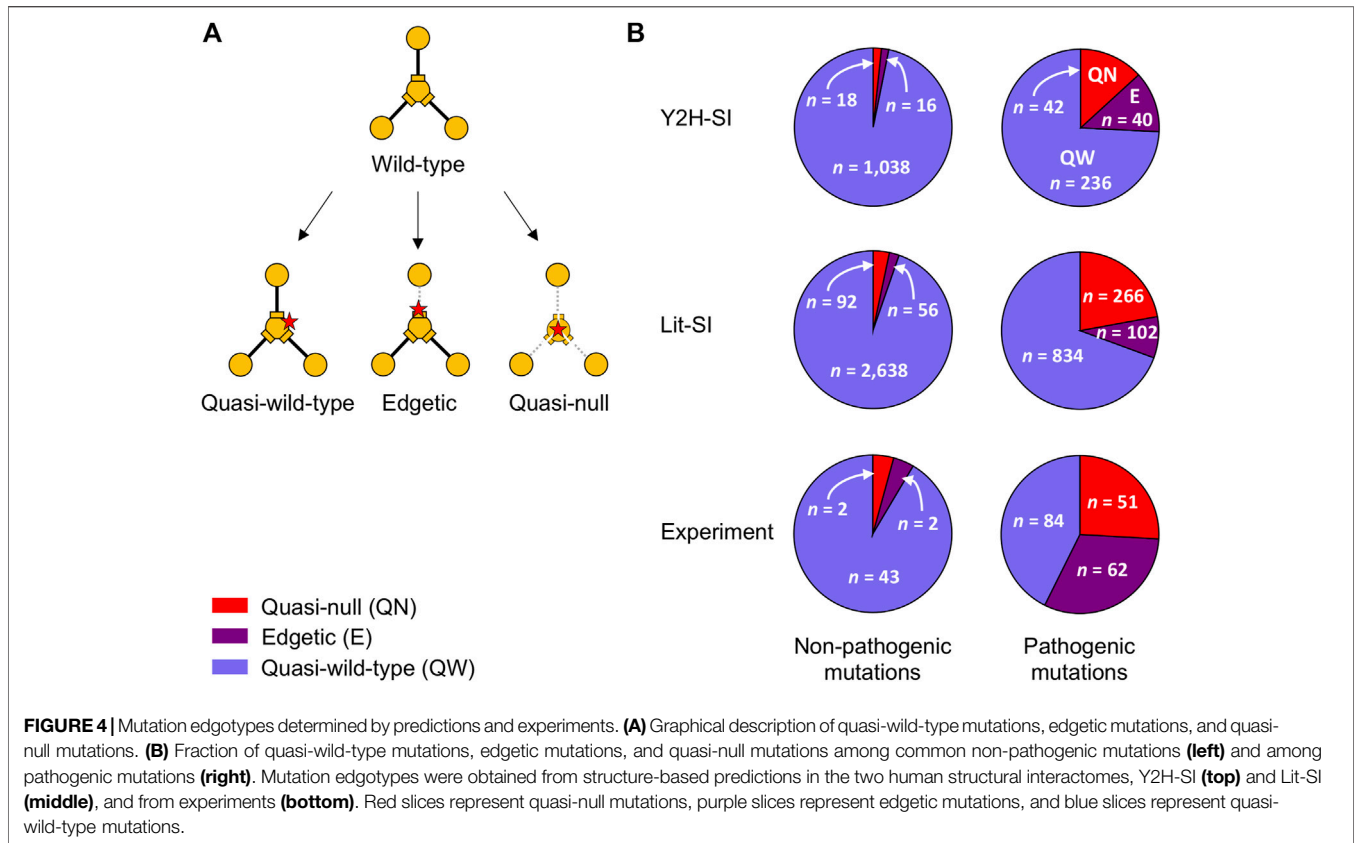 A
Wild-type
Quasi-wild-type
Edgetic
Quasi-null
Quasi-null (QN)
Edgetic (E)
Quasi-wild-type (QW)
B
Y2H-SI
n = 18
n = 16
n = 1,038
n = 42
QN
E
n = 40
QW
n = 236
Lit-SI
n = 92
n = 56
n = 2,638
n = 266
n = 102
n = 834
Experiment
n = 2
n = 2
n = 43
n = 84
n = 51
n = 62
Non-pathogenic
mutations
Pathogenic
mutations
FIGURE 4 | Mutation edgotypes determined by predictions and experiments. (A) Graphical description of quasi-wild-type mutations, edgetic mutations, and quasi-
null mutations. (B) Fraction of quasi-wild-type mutations, edgetic mutations, and quasi-null mutations among common non-pathogenic mutations (left) and among
pathogenic mutations (right). Mutation edgotypes were obtained from structure-based predictions in the two human structural interactomes, Y2H-SI (top) and Lit-SI
(middle), and from experiments (bottom). Red slices represent quasi-null mutations, purple slices represent edgetic mutations, and blue slices represent quasi-
wild-type mutations.